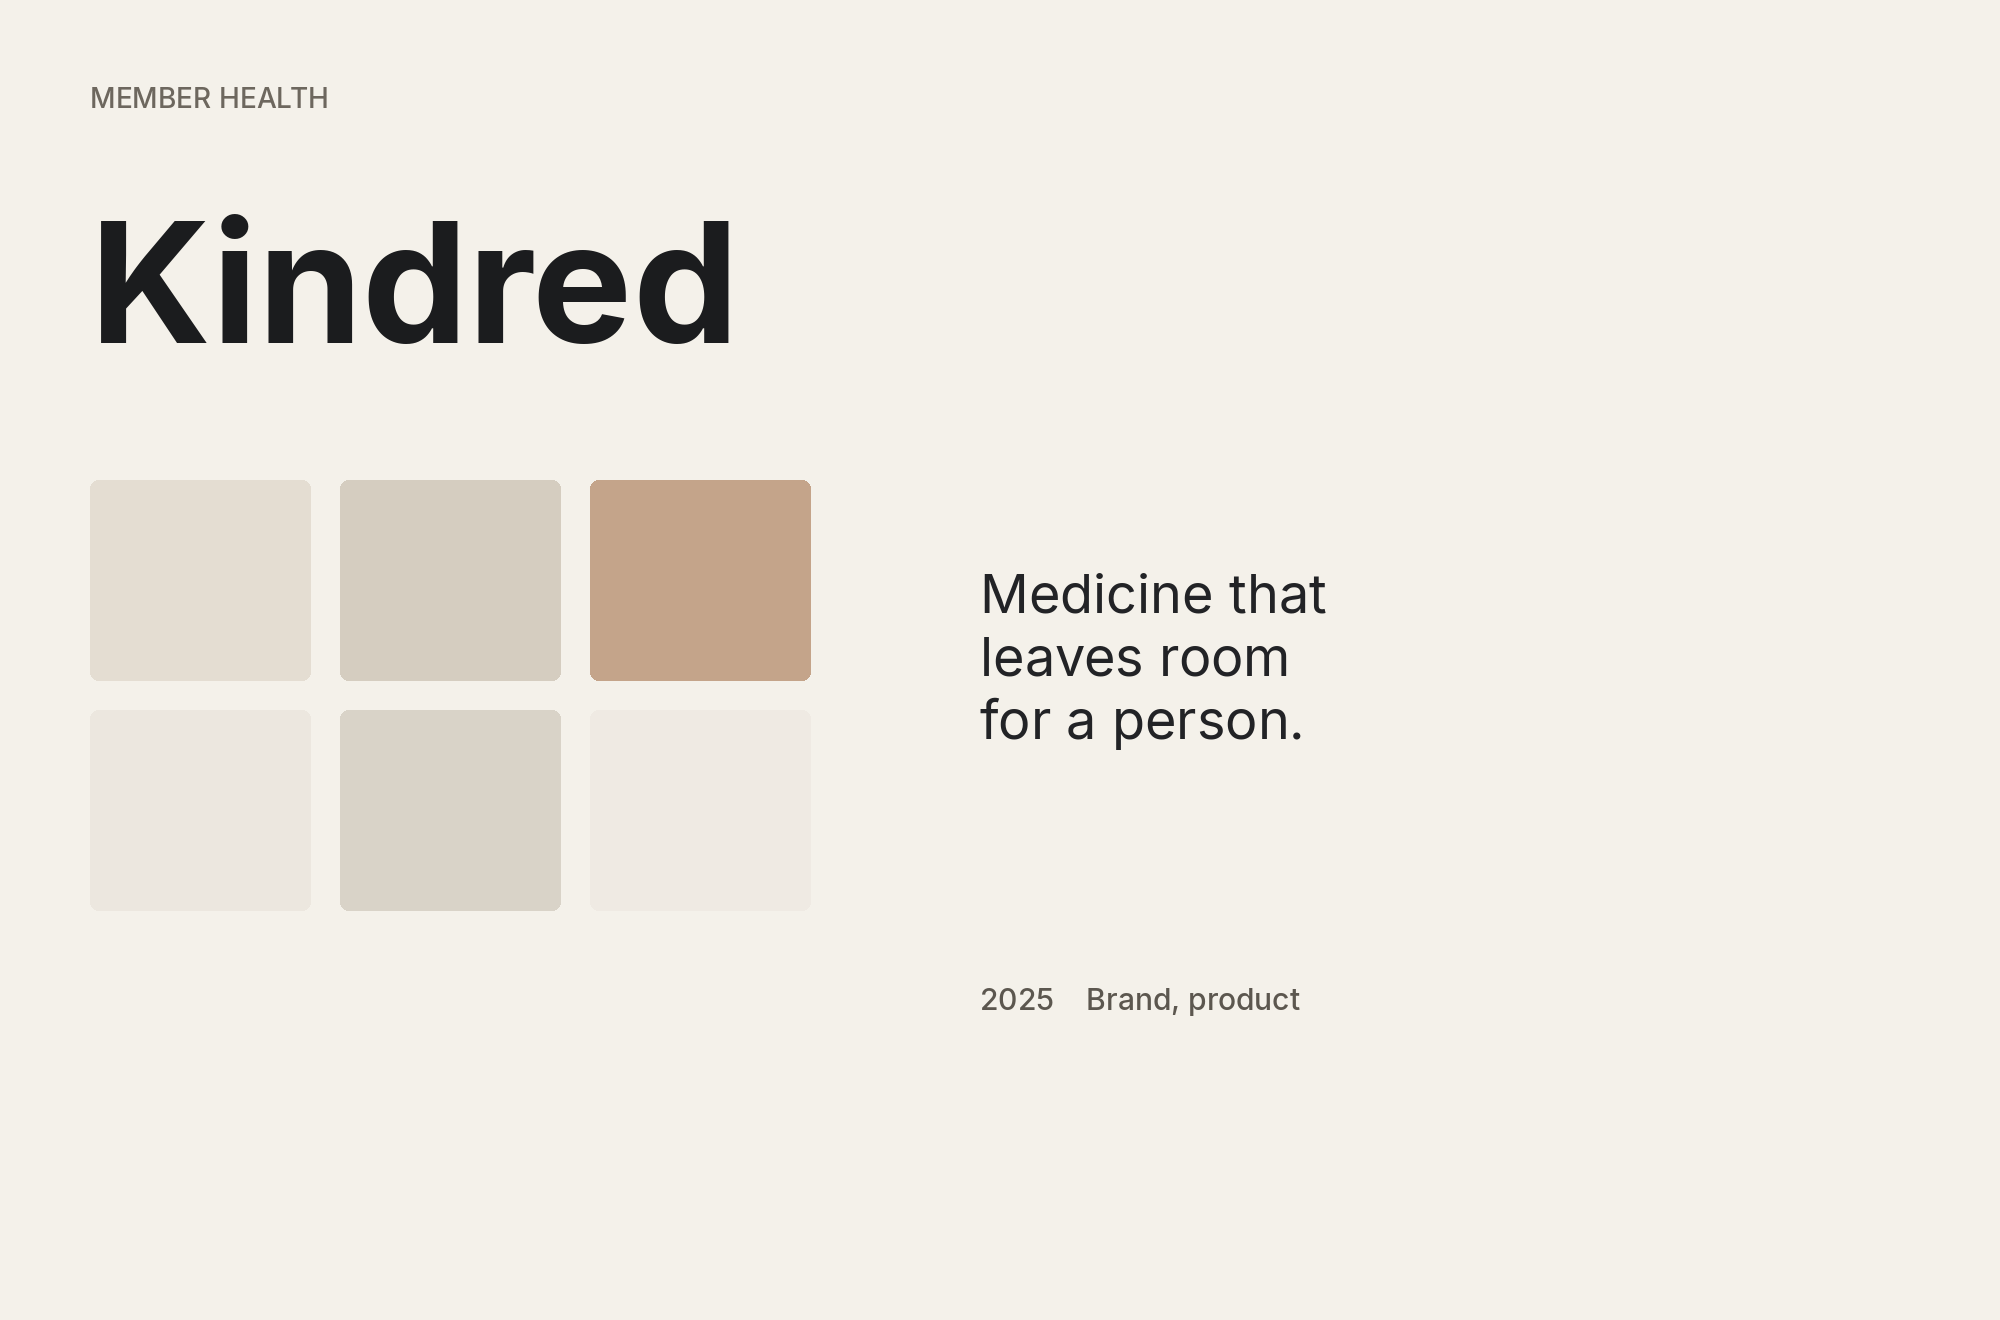 MEMBER HEALTH
Kindred
Medicine that
leaves room
for a person.
2025 Brand, product